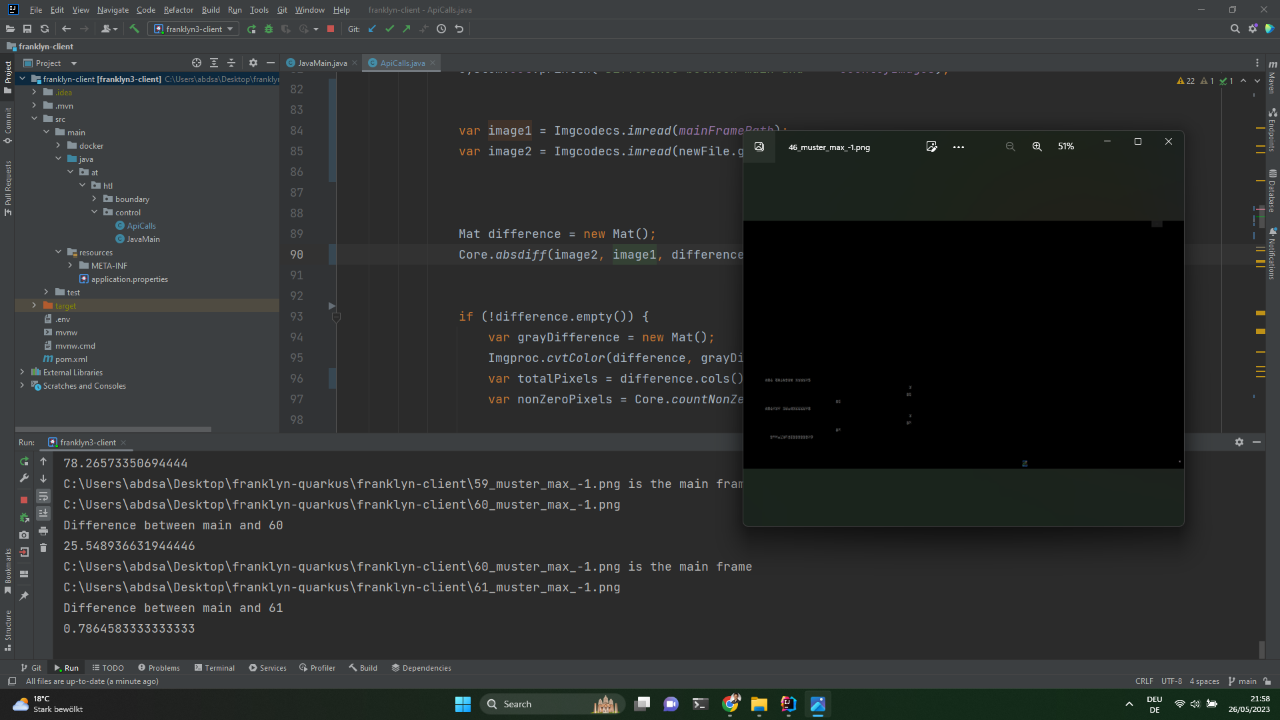 File Edit View Navigate Code Refactor Build Run Tools Git Window Help franklyn-client - ApiCalls.java
franklyn3-client Git:
franklyn-client
Project JavaMain.java ApiCalls.java
franklyn-client [franklyn3-client] C:\Users\abdsa\Desktop\franklyn
.idea
.mvn
src
main
docker
java
at
htl
boundary
control
ApiCalls
JavaMain
resources
META-INF
application.properties
test
target
.env
mvnw
mvnw.cmd
pom.xml
External Libraries
Scratches and Consoles
22 1 1
82
83
84 var image1 = Imgcodecs.imread(mainFramePath);
85 var image2 = Imgcodecs.imread(newFile.g
86
87
88
89 Mat difference = new Mat();
90 Core.absdiff(image2, image1, difference
91
92
93 if (!difference.empty()) {
94 var grayDifference = new Mat();
95 Imgproc.cvtColor(difference, grayDi
96 var totalPixels = difference.cols()
97 var nonZeroPixels = Core.countNonZe
98
46_muster_max_-1.png 51%
Project
Commit
Pull Requests
Bookmarks
Structure
Maven
Endpoints
Database
Notifications
Run: franklyn3-client
78.26573350694444
C:\Users\abdsa\Desktop\franklyn-quarkus\franklyn-client\59_muster_max_-1.png is the main fram
C:\Users\abdsa\Desktop\franklyn-quarkus\franklyn-client\60_muster_max_-1.png
Difference between main and 60
25.548936631944446
C:\Users\abdsa\Desktop\franklyn-quarkus\franklyn-client\60_muster_max_-1.png is the main frame
C:\Users\abdsa\Desktop\franklyn-quarkus\franklyn-client\61_muster_max_-1.png
Difference between main and 61
0.7864583333333333
Git Run TODO Problems Terminal Services Profiler Build Dependencies
All files are up-to-date (a minute ago) CRLF UTF-8 4 spaces main
18°C
Stark bewölkt
Search
DEU
DE
21:58
26/05/2023